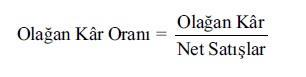 Olağan Kâr Oranı = Olağan Kâr
Net Satışlar